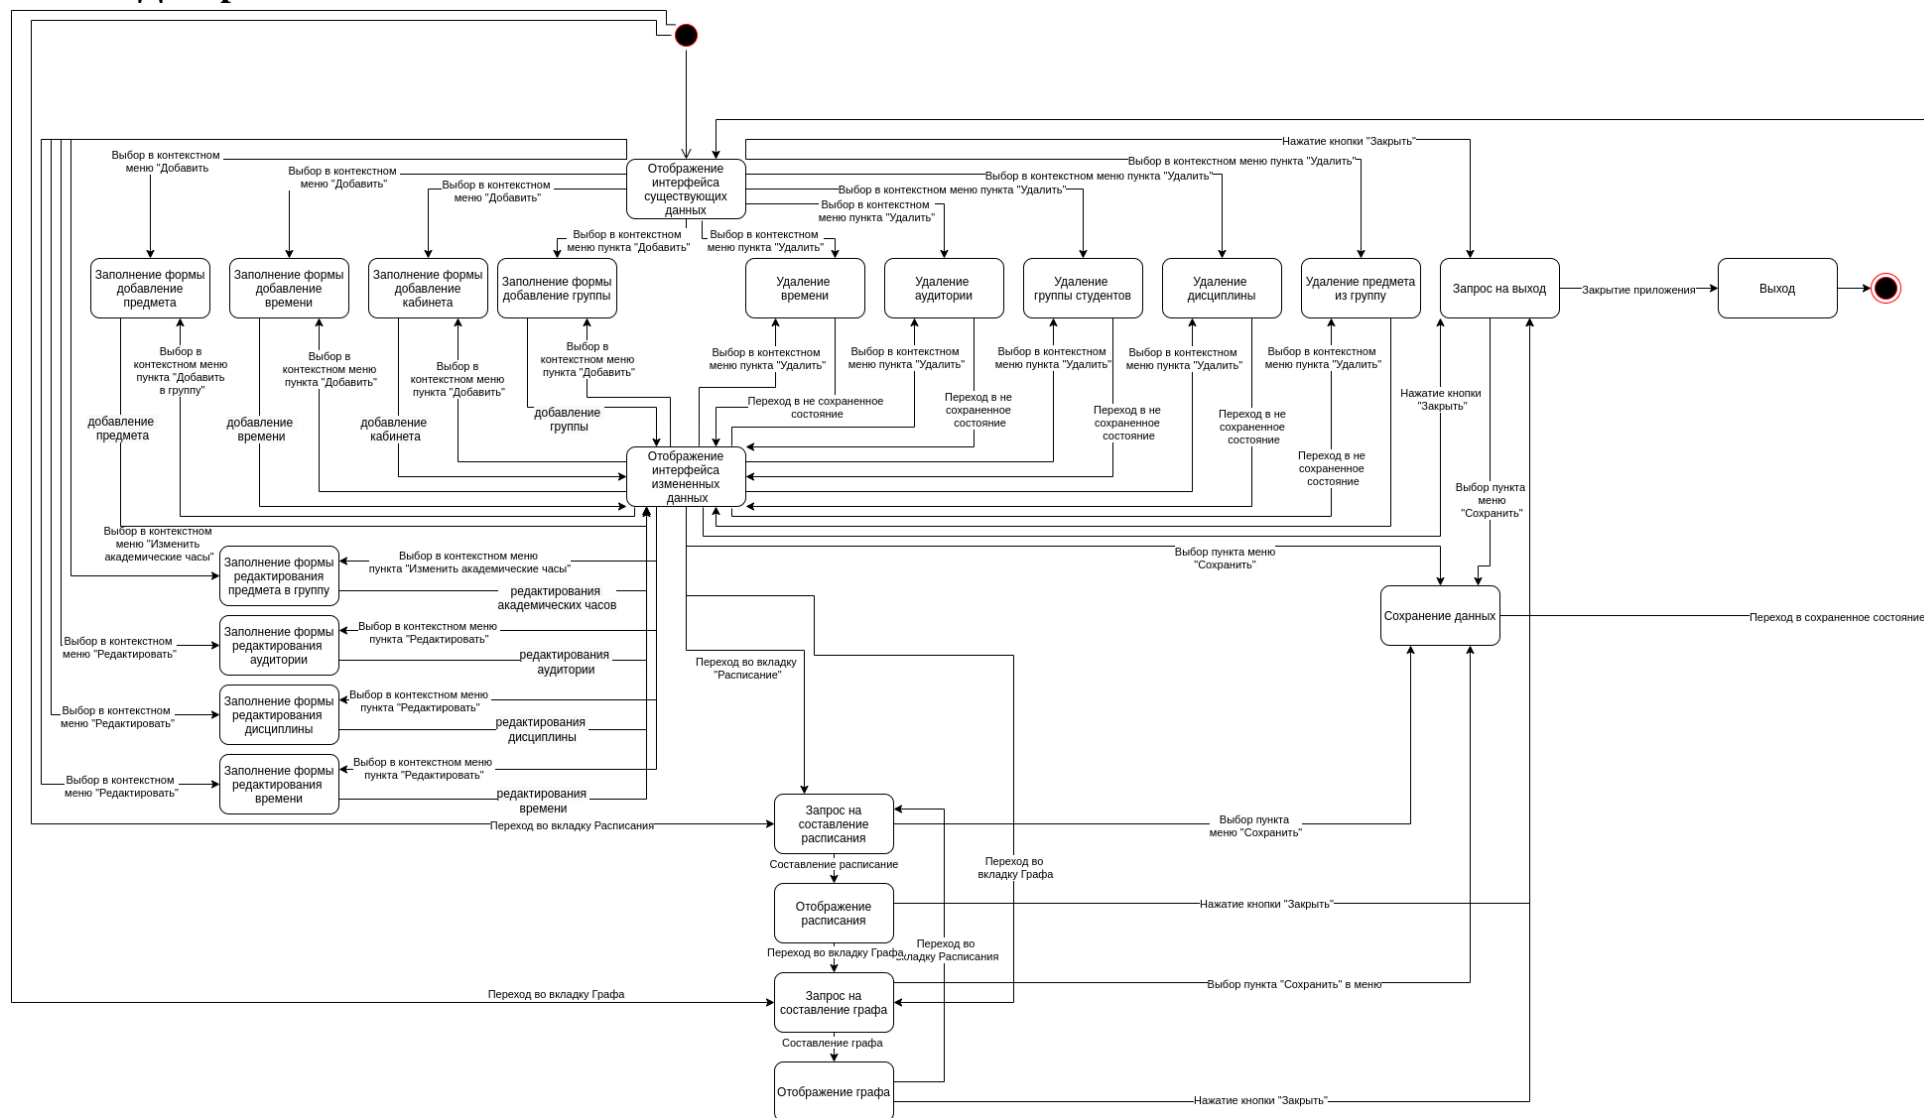 Нажатие кнопки "Закрыть"
Выбор в контекстном
меню "Добавить
Выбор в контекстном
меню "Добавить"
Выбор в контекстном
меню "Добавить"
Отображение
интерфейса
существующих
данных
Выбор в контекстном меню пункта "Удалить"
Выбор в контекстном меню пункта "Удалить"
Выбор в контекстном меню пункта "Удалить"
Выбор в контекстном
меню пункта "Удалить"
Выбор в контекстном
меню пункта "Добавить"
Выбор в контекстном
меню пункта "Удалить"
Заполнение формы
добавление
предмета
Заполнение формы
добавление
времени
Заполнение формы
добавление
кабинета
Заполнение формы
добавление группы
Удаление
времени
Удаление
аудитории
Удаление
группы студентов
Удаление
дисциплины
Удаление предмета
из группу
Запрос на выход
Закрытие приложения
Выход
Выбор в
контекстном меню
пункта "Добавить
в группу"
Выбор в
контекстном меню
пункта "Добавить"
Выбор в
контекстном меню
пункта "Добавить"
Выбор в
контекстном меню
пункта "Добавить"
Выбор в контекстном
меню пункта "Удалить"
Выбор в контекстном
меню пункта "Удалить"
Выбор в контекстном
меню пункта "Удалить"
Выбор в контекстном
меню пункта "Удалить"
Выбор в контекстном
меню пункта "Удалить"
Нажатие кнопки
"Закрыть"
добавление
предмета
добавление
времени
добавление
кабинета
добавление
группы
Переход в не сохраненное
состояние
Переход в не
сохраненное
состояние
Переход в не
сохраненное
состояние
Переход в не
сохраненное
состояние
Переход в не
сохраненное
состояние
Отображение
интерфейса
измененных
данных
Выбор пункта
меню
"Сохранить"
Выбор в контекстном
меню "Изменить
академические часы"
Заполнение формы
редактирования
предмета в группу
Выбор в контекстном меню
пункта "Изменить академические часы"
редактирования
академических часов
Выбор пункта меню
"Сохранить"
Сохранение данных
Переход в сохраненное состояние
Выбор в контекстном
меню "Редактировать"
Заполнение формы
редактирования
аудитории
Выбор в контекстном меню
пункта "Редактировать"
редактирования
аудитории
Переход во вкладку
"Расписание"
Выбор в контекстном
меню "Редактировать"
Заполнение формы
редактирования
дисциплины
Выбор в контекстном меню
пункта "Редактировать"
редактирования
дисциплины
Выбор в контекстном
меню "Редактировать"
Заполнение формы
редактирования
времени
Выбор в контекстном меню
пункта "Редактировать"
редактирования
времени
Переход во вкладку Расписания
Запрос на
составление
расписания
Выбор пункта
меню "Сохранить"
Составление расписание
Переход во
вкладку Графа
Отображение
расписания
Нажатие кнопки "Закрыть"
Переход во вкладку Графа
Переход во
вкладку Расписания
Переход во вкладку Графа
Запрос на
составление графа
Выбор пункта "Сохранить" в меню
Составление графа
Отображение графа
Нажатие кнопки "Закрыть"